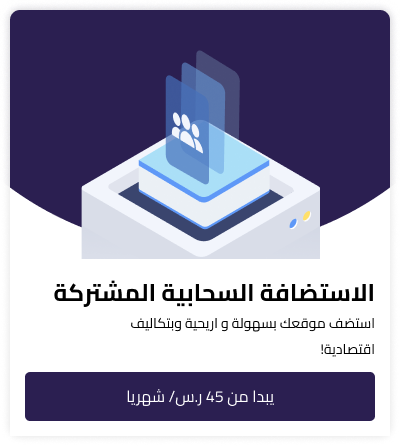 الاستضافة السحابية المشتركة
استضف موقعك بسهولة و اريحية وبتكاليف
اقتصادية!
يبدا من 45 ر.س/ شهريا